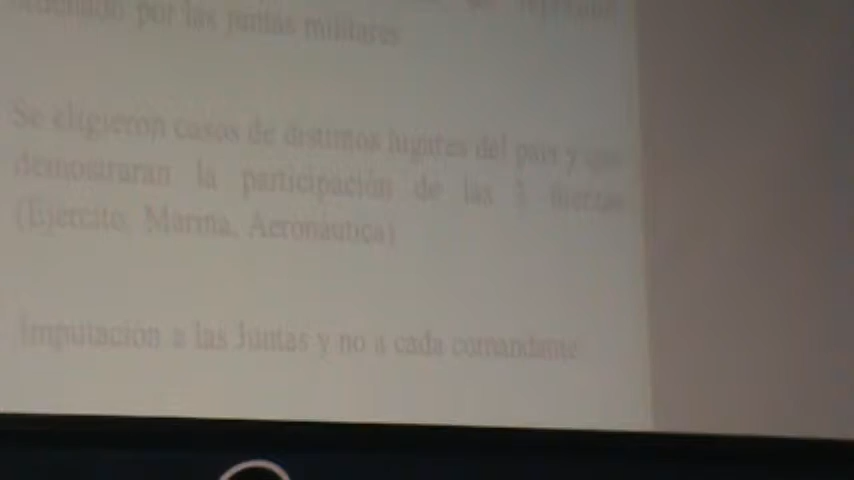 por las juntas militares
Se eligieron casos de distintos lugares del país y que
demostraran la participación de las 3 fuerzas
(Ejército, Marina, Aeronáutica)
Imputación a las Juntas y no a cada comandante